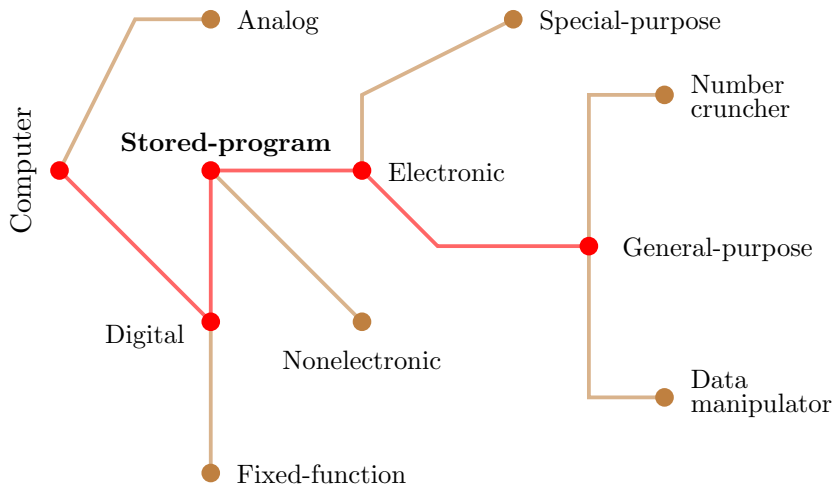 Analog
Special-purpose
Number
cruncher
Computer
Stored-program
Electronic
General-purpose
Digital
Nonelectronic
Data
manipulator
Fixed-function